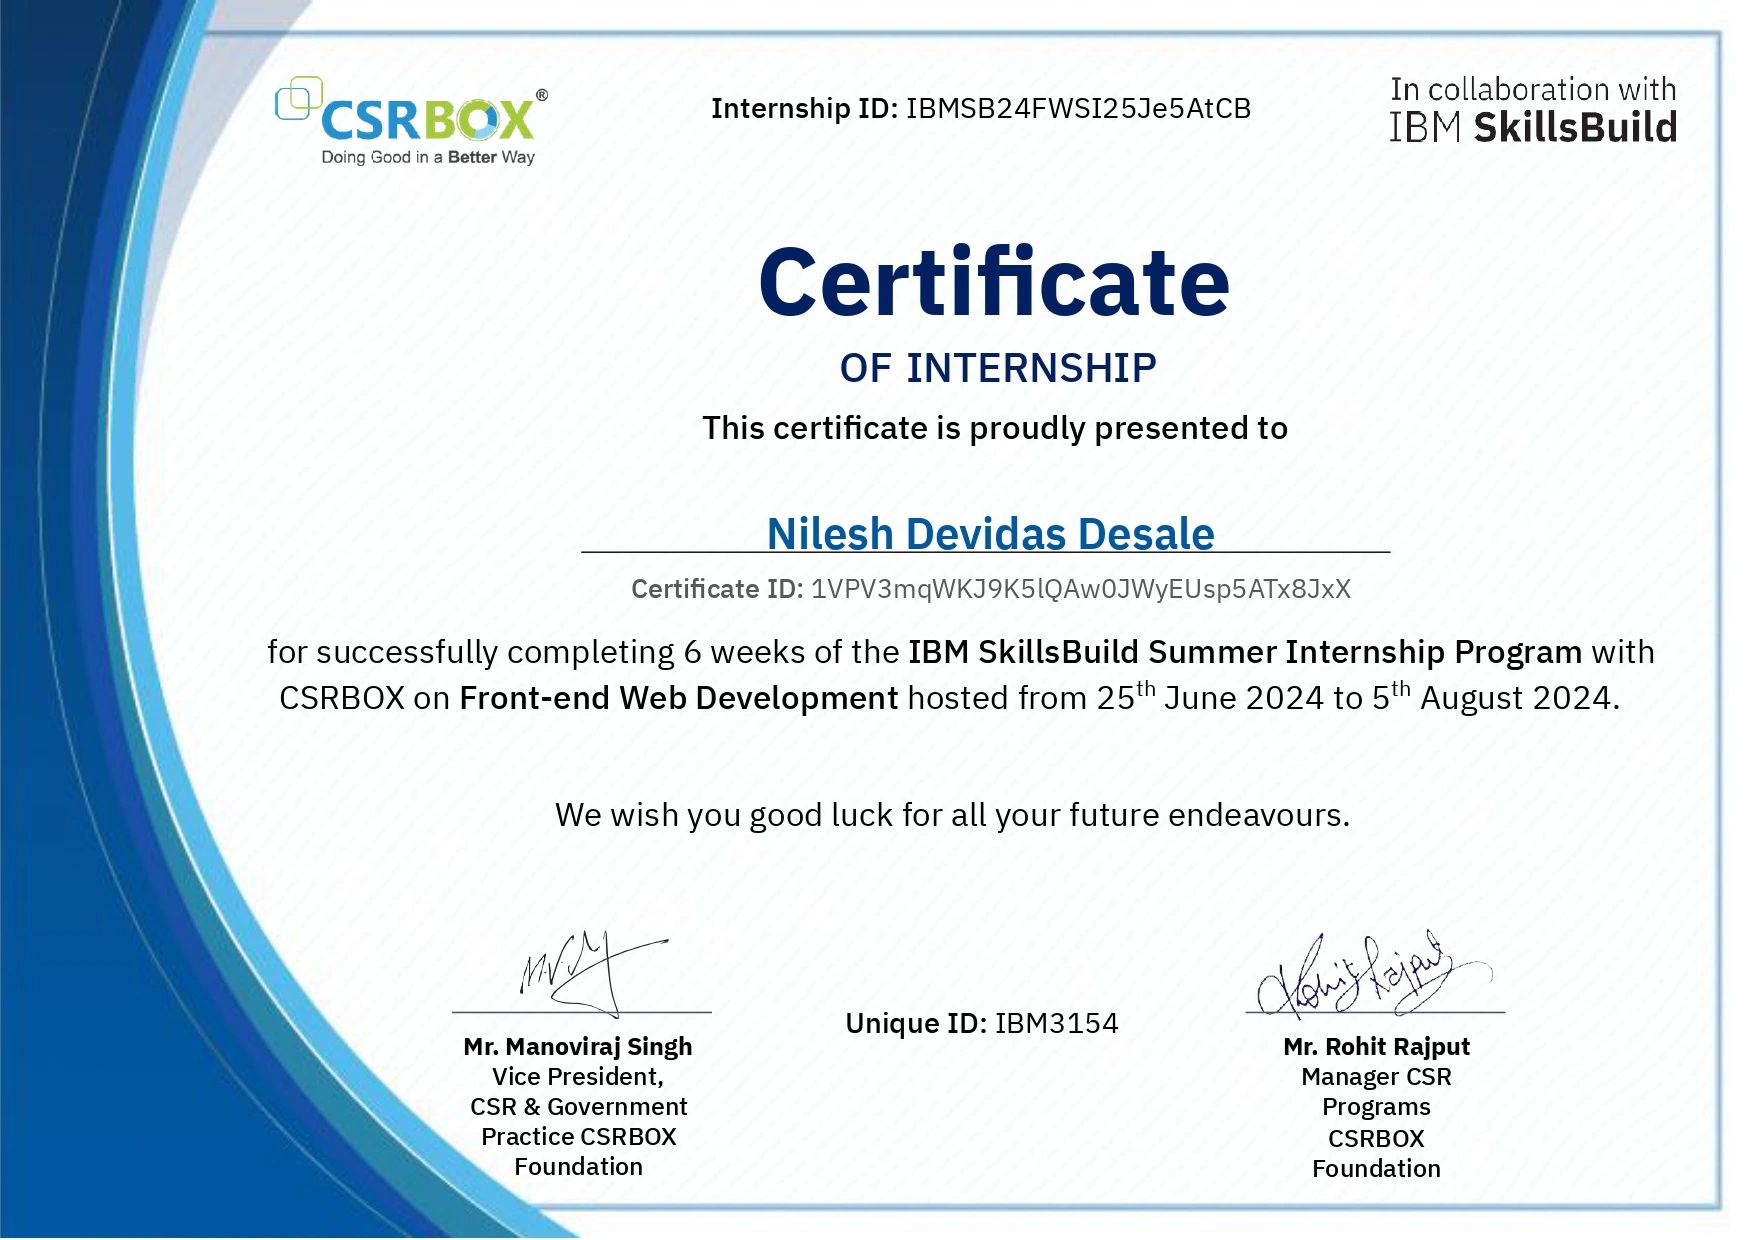 CSRBOX®
Doing Good in a Better Way
Internship ID: IBMSB24FWSI25Je5AtCB
In collaboration with
IBM SkillsBuild
Certificate
OF INTERNSHIP
This certificate is proudly presented to
Nilesh Devidas Desale
Certificate ID: 1VPV3mqWKJ9K5lQAw0JWyEUsp5ATx8JxX
for successfully completing 6 weeks of the IBM SkillsBuild Summer Internship Program with
CSRBOX on Front-end Web Development hosted from 25th June 2024 to 5th August 2024.
We wish you good luck for all your future endeavours.
Rohit Rajput
Mr. Manoviraj Singh
Vice President,
CSR & Government
Practice CSRBOX
Foundation
Unique ID: IBM3154
Mr. Rohit Rajput
Manager CSR
Programs
CSRBOX
Foundation